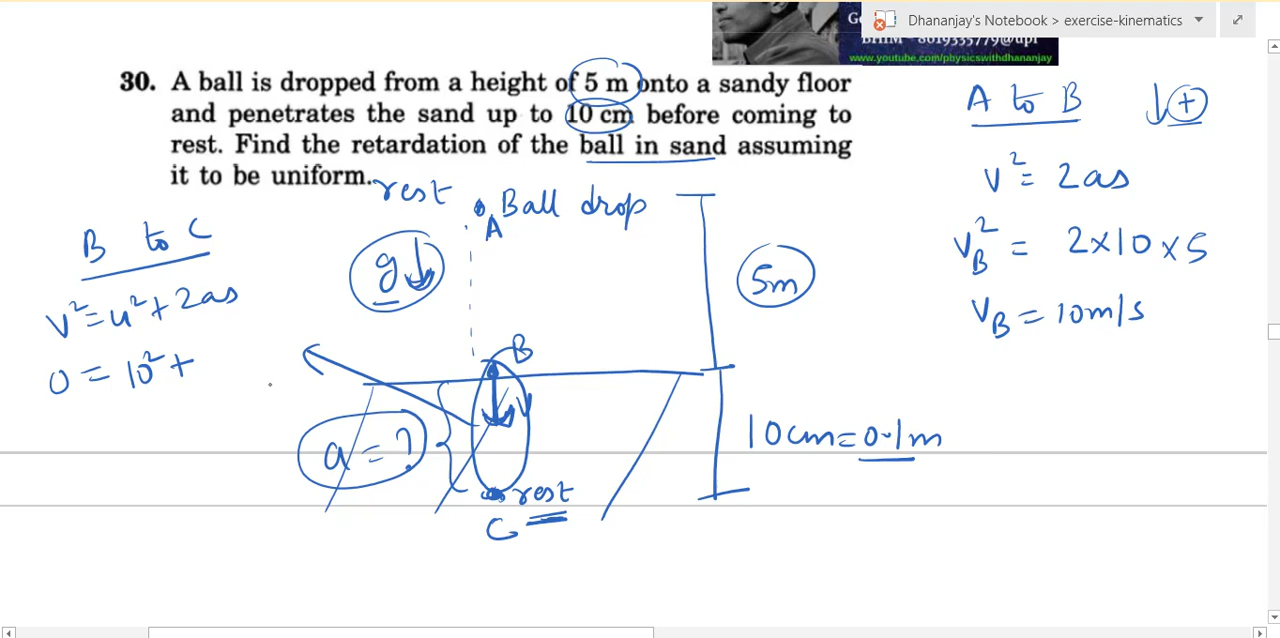 Dhananjay's Notebook > exercise-kinematics
www.youtube.com/physicswithdhananjay
30. A ball is dropped from a height of 5 m onto a sandy floor
and penetrates the sand up to 10 cm before coming to
rest. Find the retardation of the ball in sand assuming
it to be uniform.
rest
A
Ball drop
g↓
5m
B
V
a = ?
10cm = 0.1m
rest
C
A to B
↓ +
v² = 2as
v_B² = 2×10×5
v_B = 10m/s
B to C
v² = u² + 2as
0 = 10² +